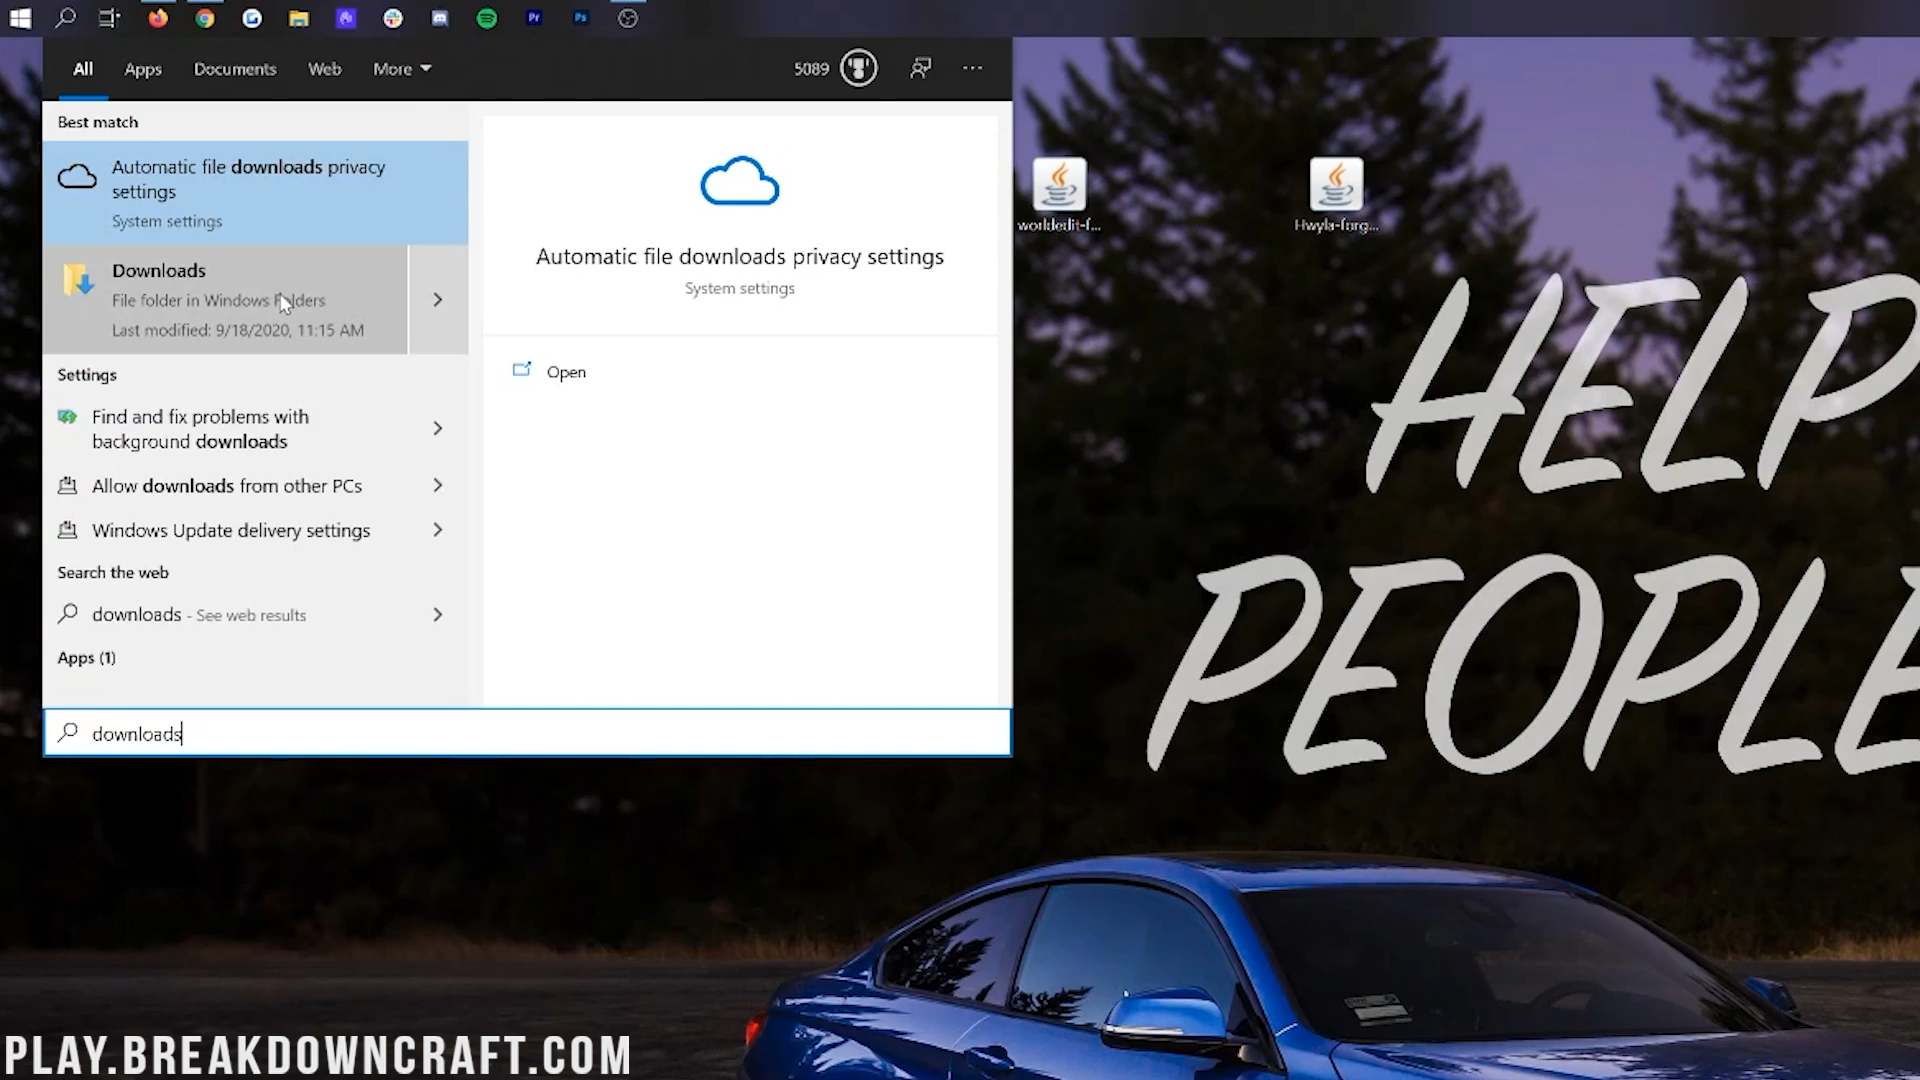 Pr
Ps
All
Apps
Documents
Web
More
5089
Best match
Automatic file downloads privacy
settings
System settings
Downloads
File folder in Windows Folders
Last modified: 9/18/2020, 11:15 AM
Settings
Find and fix problems with
background downloads
Allow downloads from other PCs
Windows Update delivery settings
Search the web
downloads - See web results
Apps (1)
downloads
Automatic file downloads privacy settings
System settings
Open
worldedit-f...
Hwyla-forg...
HELP
PEOPLE
PLAY.BREAKDOWNCRAFT.COM